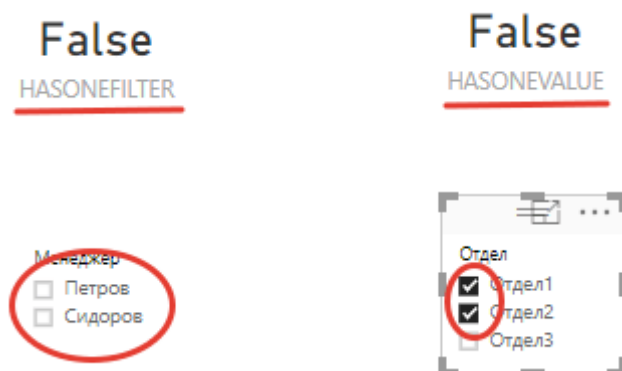 False
HASONEFILTER
False
HASONEVALUE
Менеджер
Петров
Сидоров
Отдел
Отдел1
Отдел2
Отдел3